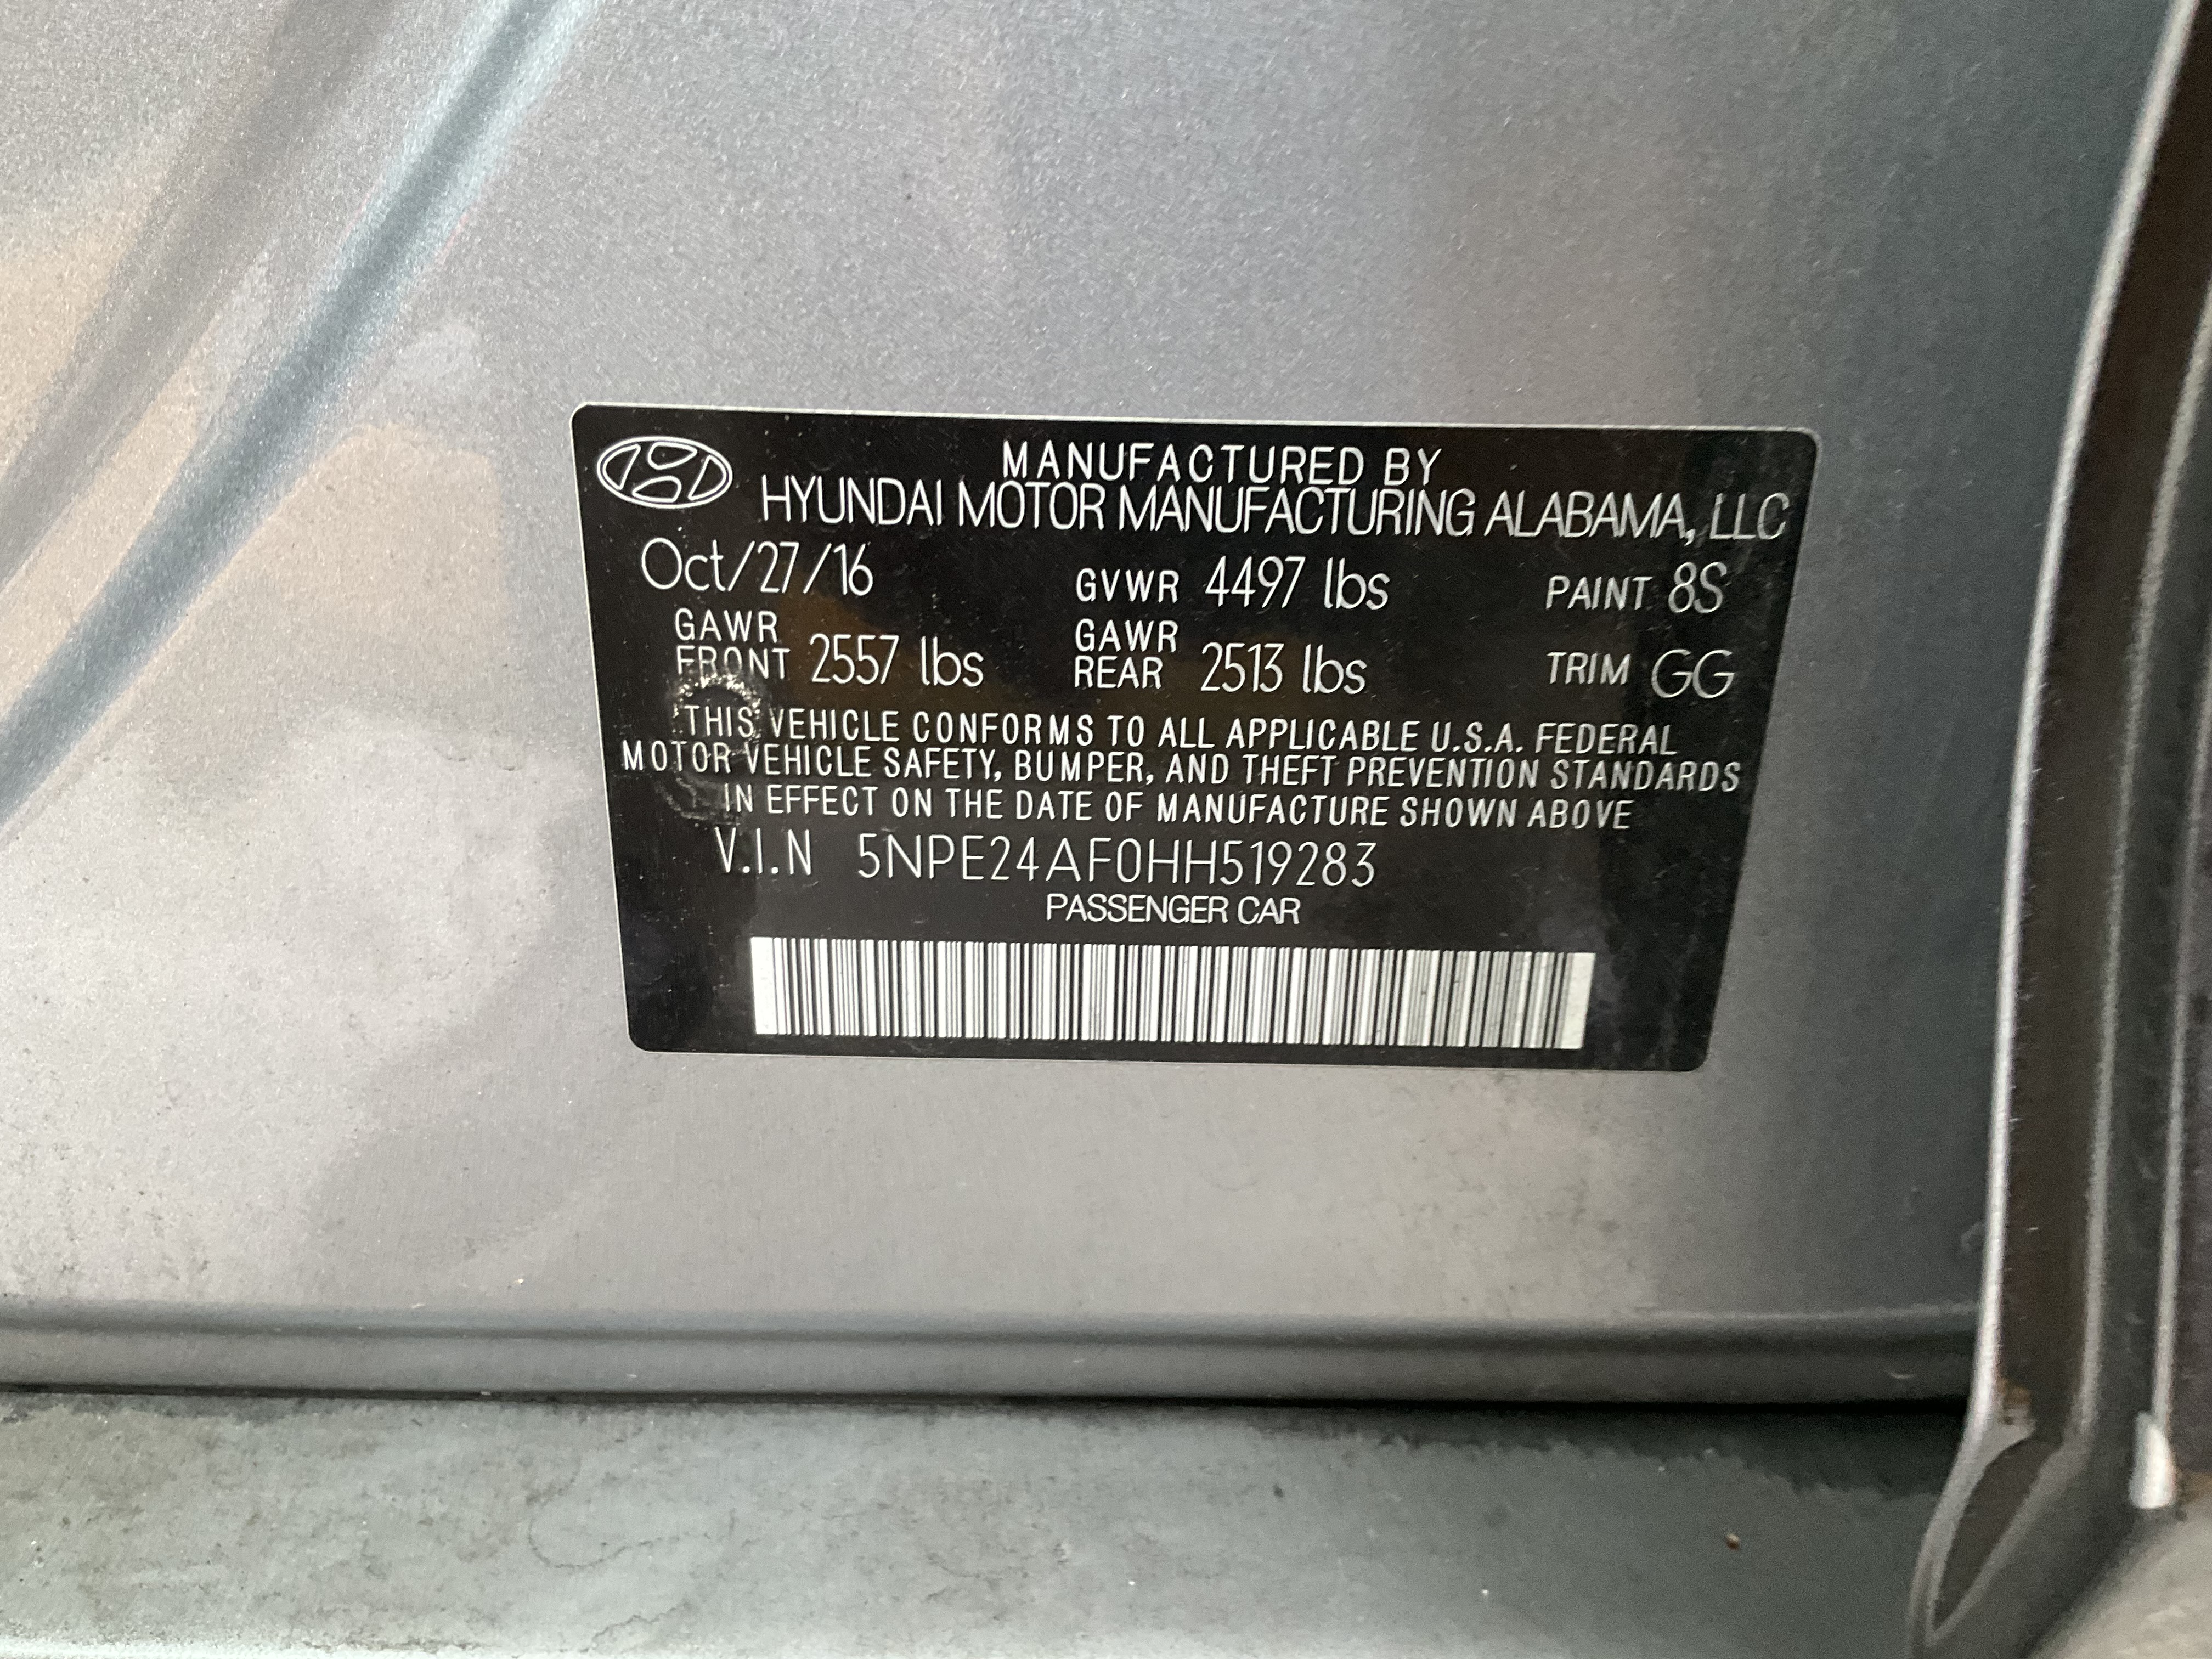 MANUFACTURED BY
HYUNDAI MOTOR MANUFACTURING ALABAMA, LLC
Oct/27/16 GVWR 4497 lbs PAINT 8S
GAWR FRONT 2557 lbs GAWR REAR 2513 lbs TRIM GG
THIS VEHICLE CONFORMS TO ALL APPLICABLE U.S.A. FEDERAL
MOTOR VEHICLE SAFETY, BUMPER, AND THEFT PREVENTION STANDARDS
IN EFFECT ON THE DATE OF MANUFACTURE SHOWN ABOVE
V.I.N 5NPE24AF0HH519283
PASSENGER CAR